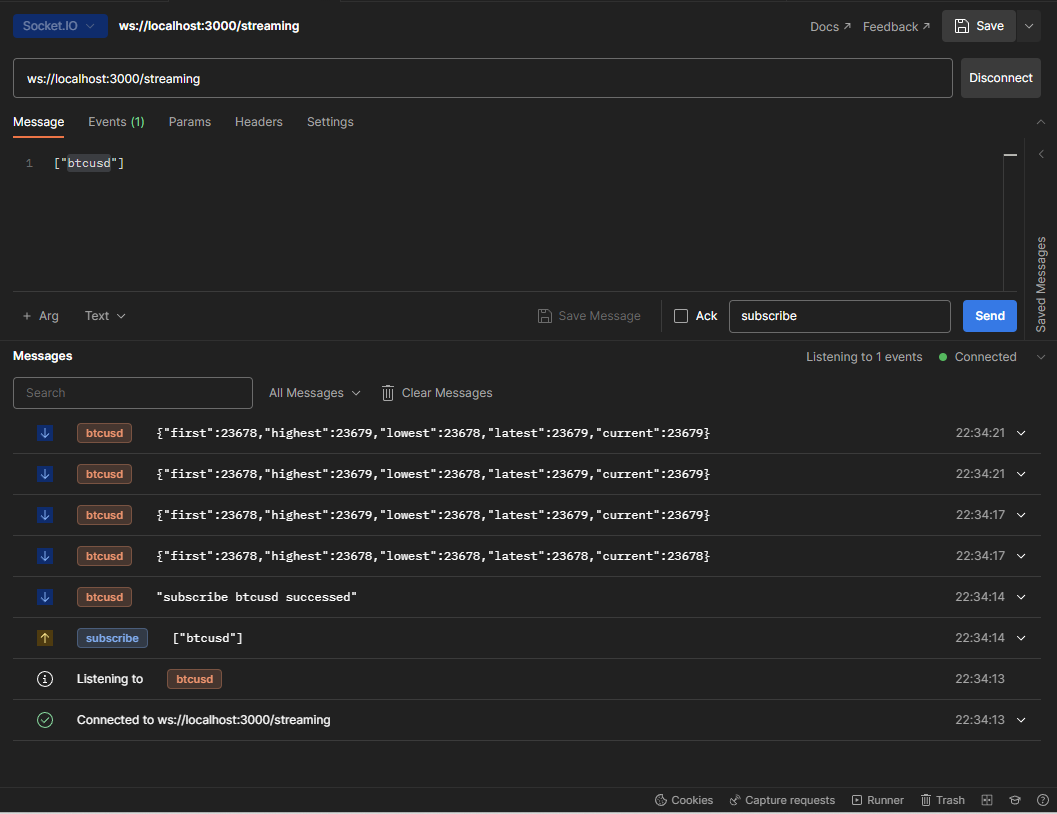 Socket.IO ws://localhost:3000/streaming Docs Feedback Save
ws://localhost:3000/streaming Disconnect
Message Events (1) Params Headers Settings
1 ["btcusd"]
Saved Messages
+ Arg Text Save Message Ack subscribe Send
Messages Listening to 1 events Connected
Search All Messages Clear Messages
btcusd {"first":23678,"highest":23679,"lowest":23678,"latest":23679,"current":23679} 22:34:21
btcusd {"first":23678,"highest":23679,"lowest":23678,"latest":23679,"current":23679} 22:34:21
btcusd {"first":23678,"highest":23679,"lowest":23678,"latest":23679,"current":23679} 22:34:17
btcusd {"first":23678,"highest":23678,"lowest":23678,"latest":23678,"current":23678} 22:34:17
btcusd "subscribe btcusd successed" 22:34:14
subscribe ["btcusd"] 22:34:14
Listening to btcusd 22:34:13
Connected to ws://localhost:3000/streaming 22:34:13
Cookies Capture requests Runner Trash